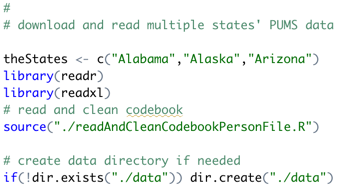 #
# download and read multiple states' PUMS data

theStates <- c("Alabama","Alaska","Arizona")
library(readr)
library(readxl)
# read and clean codebook
source("./readAndCleanCodebookPersonFile.R")

# create data directory if needed
if(!dir.exists("./data")) dir.create("./data")